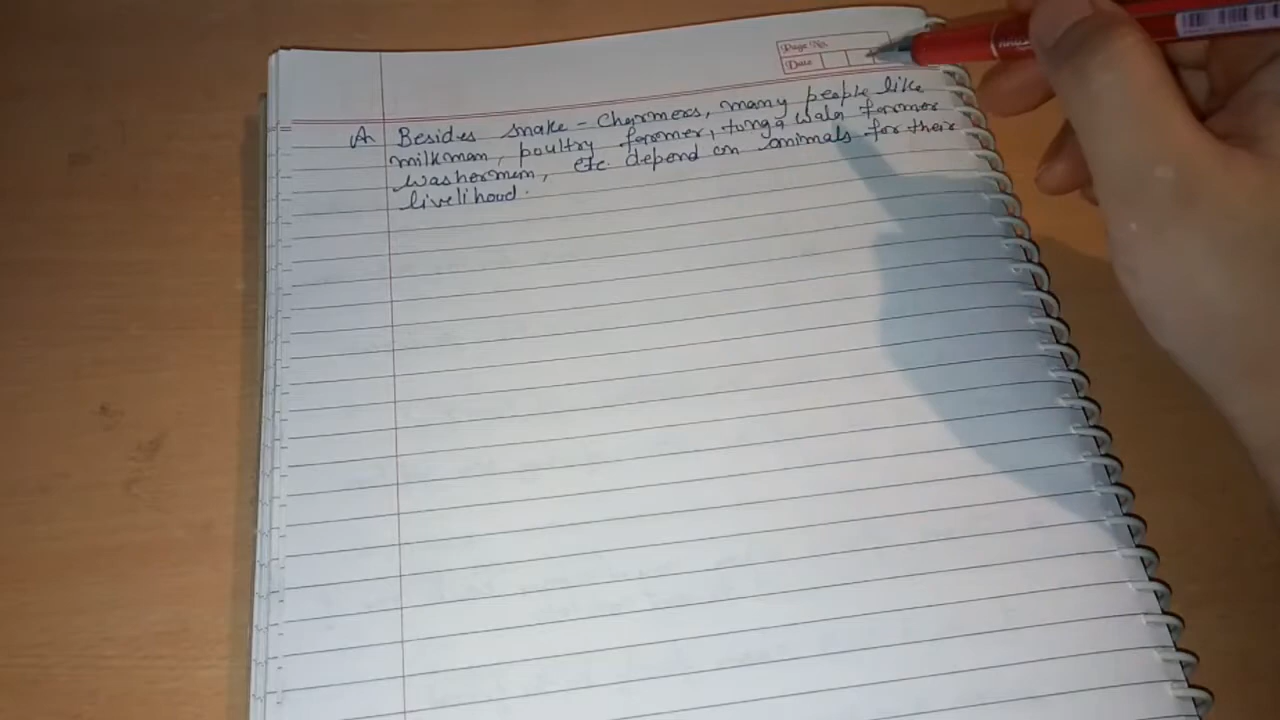 Page No.
Date
A Besides snake - Charmers, many people like
milkman, poultry farmer, tunga wala farmer
washermen, etc. depend on animals for their
livelihood.